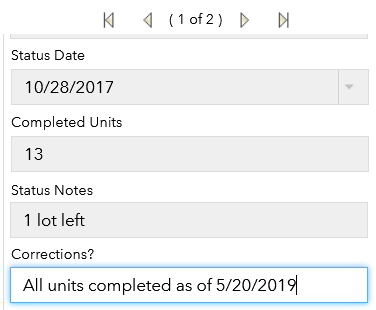 ( 1 of 2 )
Status Date
10/28/2017
Completed Units
13
Status Notes
1 lot left
Corrections?
All units completed as of 5/20/2019